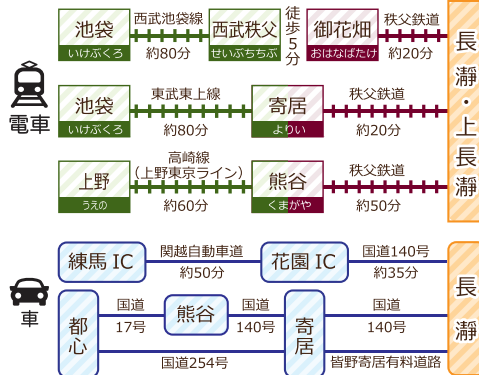 電車
池袋
いけぶくろ
西武池袋線
約80分
西武秩父
せいぶちちぶ
徒歩5分
御花畑
おはなばたけ
秩父鉄道
約20分
池袋
いけぶくろ
東武東上線
約80分
寄居
よりい
秩父鉄道
約20分
上野
うえの
高崎線
(上野東京ライン)
約60分
熊谷
くまがや
秩父鉄道
約50分
長瀞・上長瀞
車
練馬 IC
関越自動車道
約50分
花園 IC
国道140号
約35分
都心
国道
17号
熊谷
国道
140号
寄居
国道
140号
国道254号
皆野寄居有料道路
長瀞